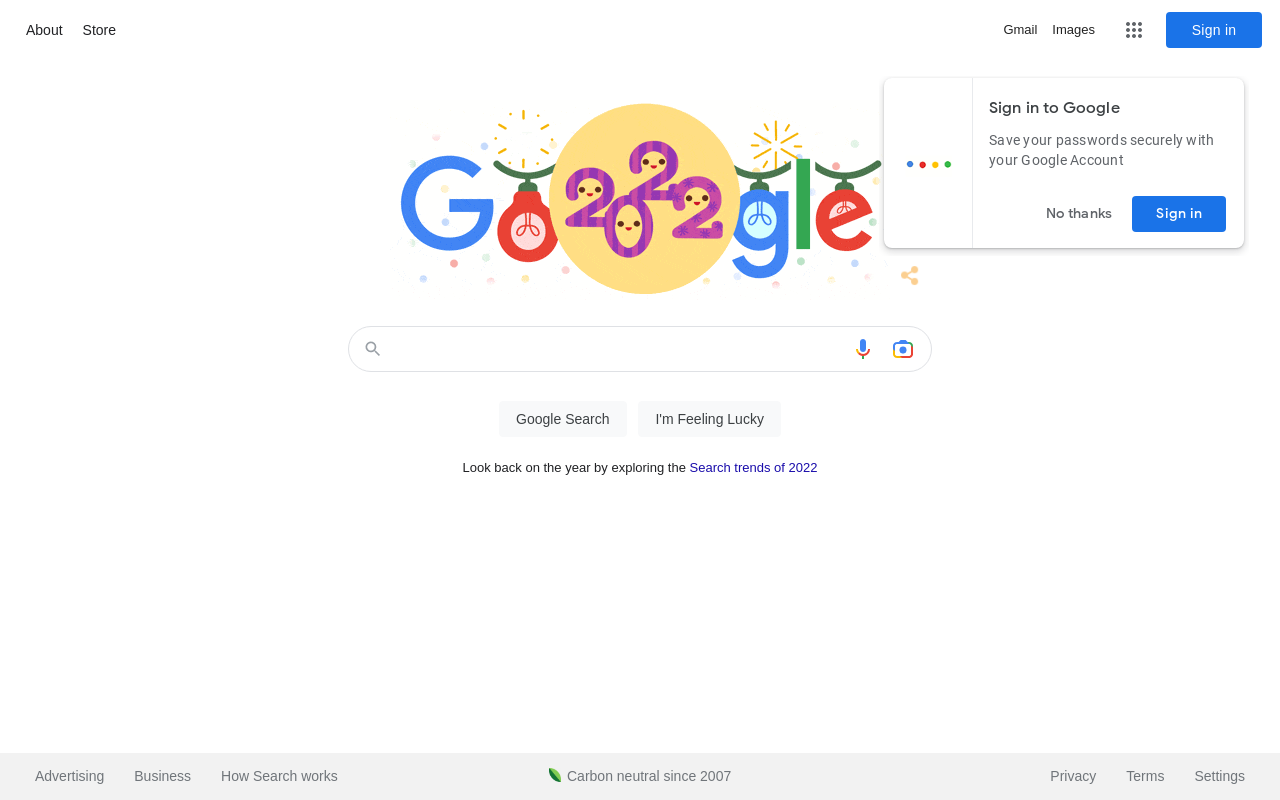 About Store
Gmail Images
Sign in
Sign in to Google
Save your passwords securely with
your Google Account
No thanks Sign in
Google
2022
Google Search I'm Feeling Lucky
Look back on the year by exploring the Search trends of 2022
Advertising Business How Search works
Carbon neutral since 2007
Privacy Terms Settings